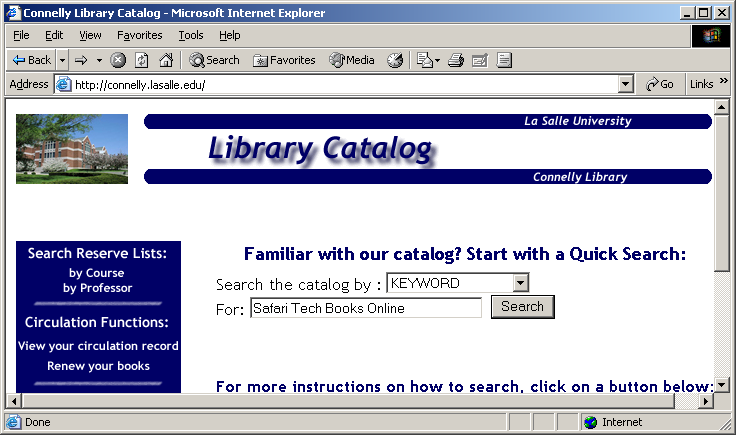 Connelly Library Catalog - Microsoft Internet Explorer
File Edit View Favorites Tools Help
Back Search Favorites Media
Address http://connelly.lasalle.edu/ Go Links »
La Salle University
Library Catalog
Connelly Library
Search Reserve Lists:
by Course
by Professor
Circulation Functions:
View your circulation record
Renew your books
Familiar with our catalog? Start with a Quick Search:
Search the catalog by : KEYWORD
For: Safari Tech Books Online Search
For more instructions on how to search, click on a button below:
Done Internet